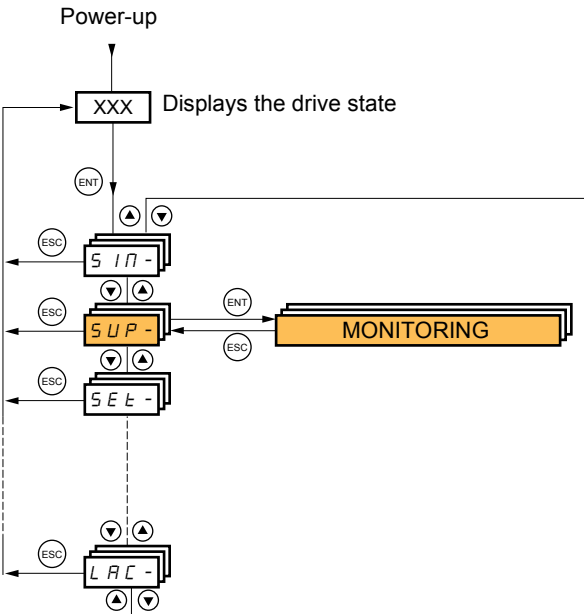 Power-up
XXX Displays the drive state
ENT
ESC
SIM-
ESC
ENT
SUP- MONITORING
ESC
ESC
SEt-
ESC
LAC-